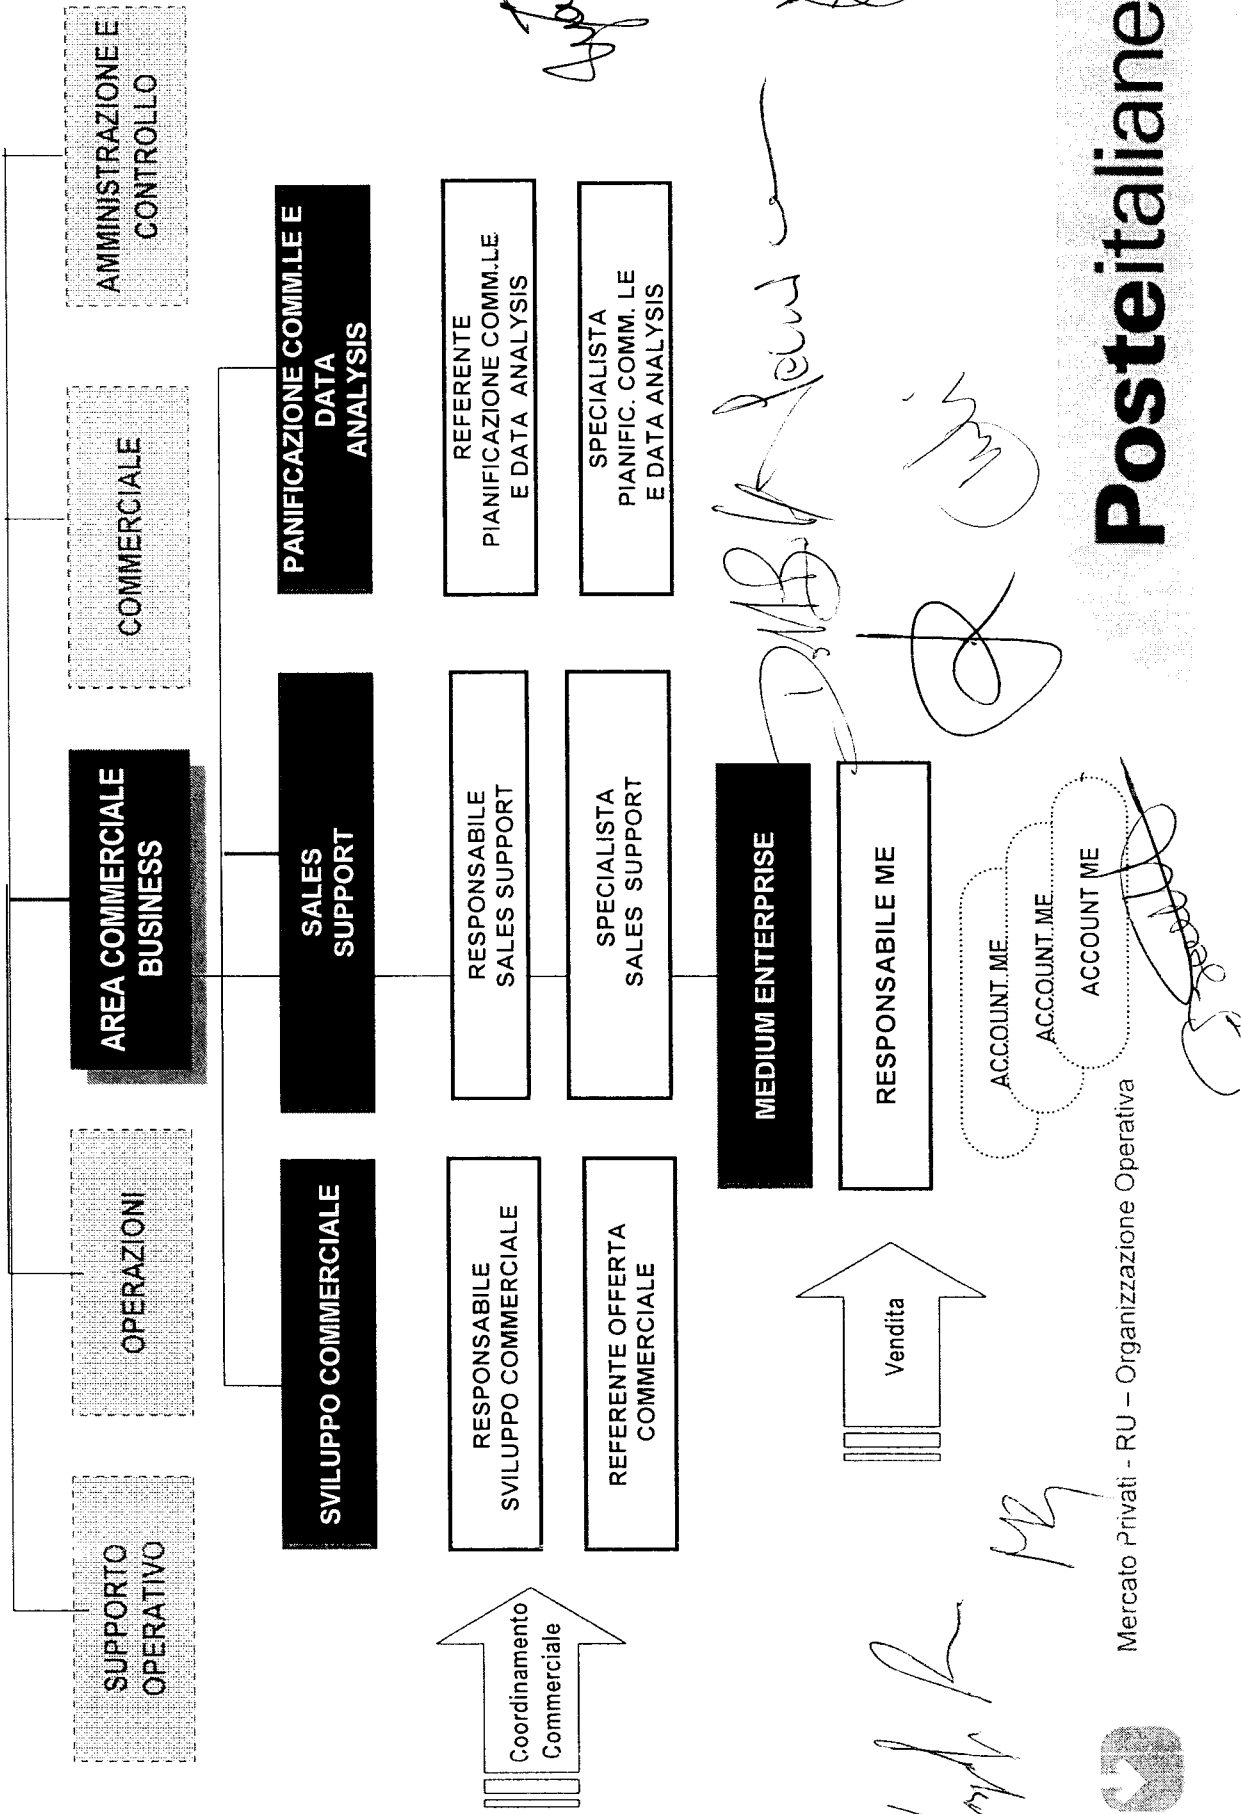 SUPPORTO
OPERATIVO
OPERAZIONI
AREA COMMERCIALE
BUSINESS
COMMERCIALE
AMMINISTRAZIONE E
CONTROLLO
SVILUPPO COMMERCIALE
SALES
SUPPORT
PANIFICAZIONE COMM.LE E
DATA
ANALYSIS
Coordinamento
Commerciale
RESPONSABILE
SVILUPPO COMMERCIALE
RESPONSABILE
SALES SUPPORT
REFERENTE
PIANIFICAZIONE COMM.LE
E DATA ANALYSIS
REFERENTE OFFERTA
COMMERCIALE
SPECIALISTA
SALES SUPPORT
SPECIALISTA
PIANIFIC. COMM. LE
E DATA ANALYSIS
MEDIUM ENTERPRISE
Vendita
RESPONSABILE ME
ACCOUNT ME
ACCOUNT ME
ACCOUNT ME
Mercato Privati - RU – Organizzazione Operativa
Posteitaliane